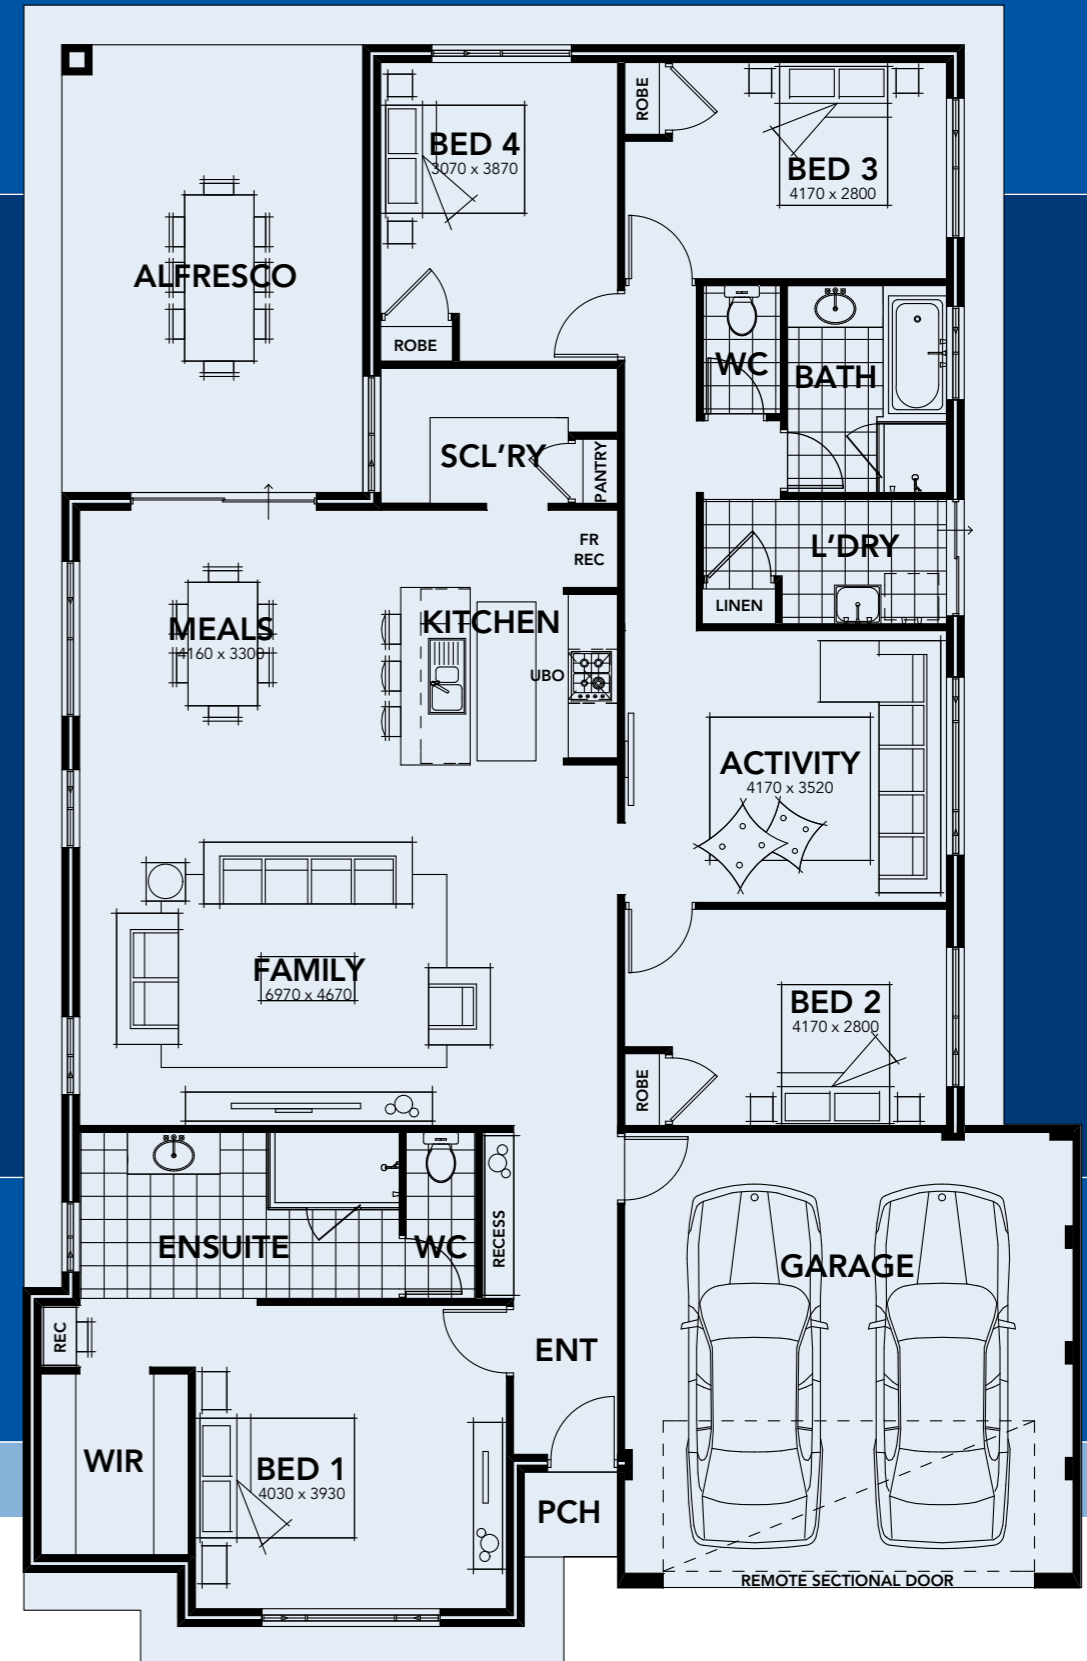 ROBE
BED 4
3070 x 3870
BED 3
4170 x 2800
ALFRESCO
ROBE
WC
BATH
SCL'RY
PANTRY
FR
REC
L'DRY
LINEN
MEALS
4160 x 3300
KITCHEN
UBO
ACTIVITY
4170 x 3520
FAMILY
6970 x 4670
BED 2
4170 x 2800
ROBE
ENSUITE
WC
RECESS
GARAGE
REC
ENT
WIR
BED 1
4030 x 3930
PCH
REMOTE SECTIONAL DOOR